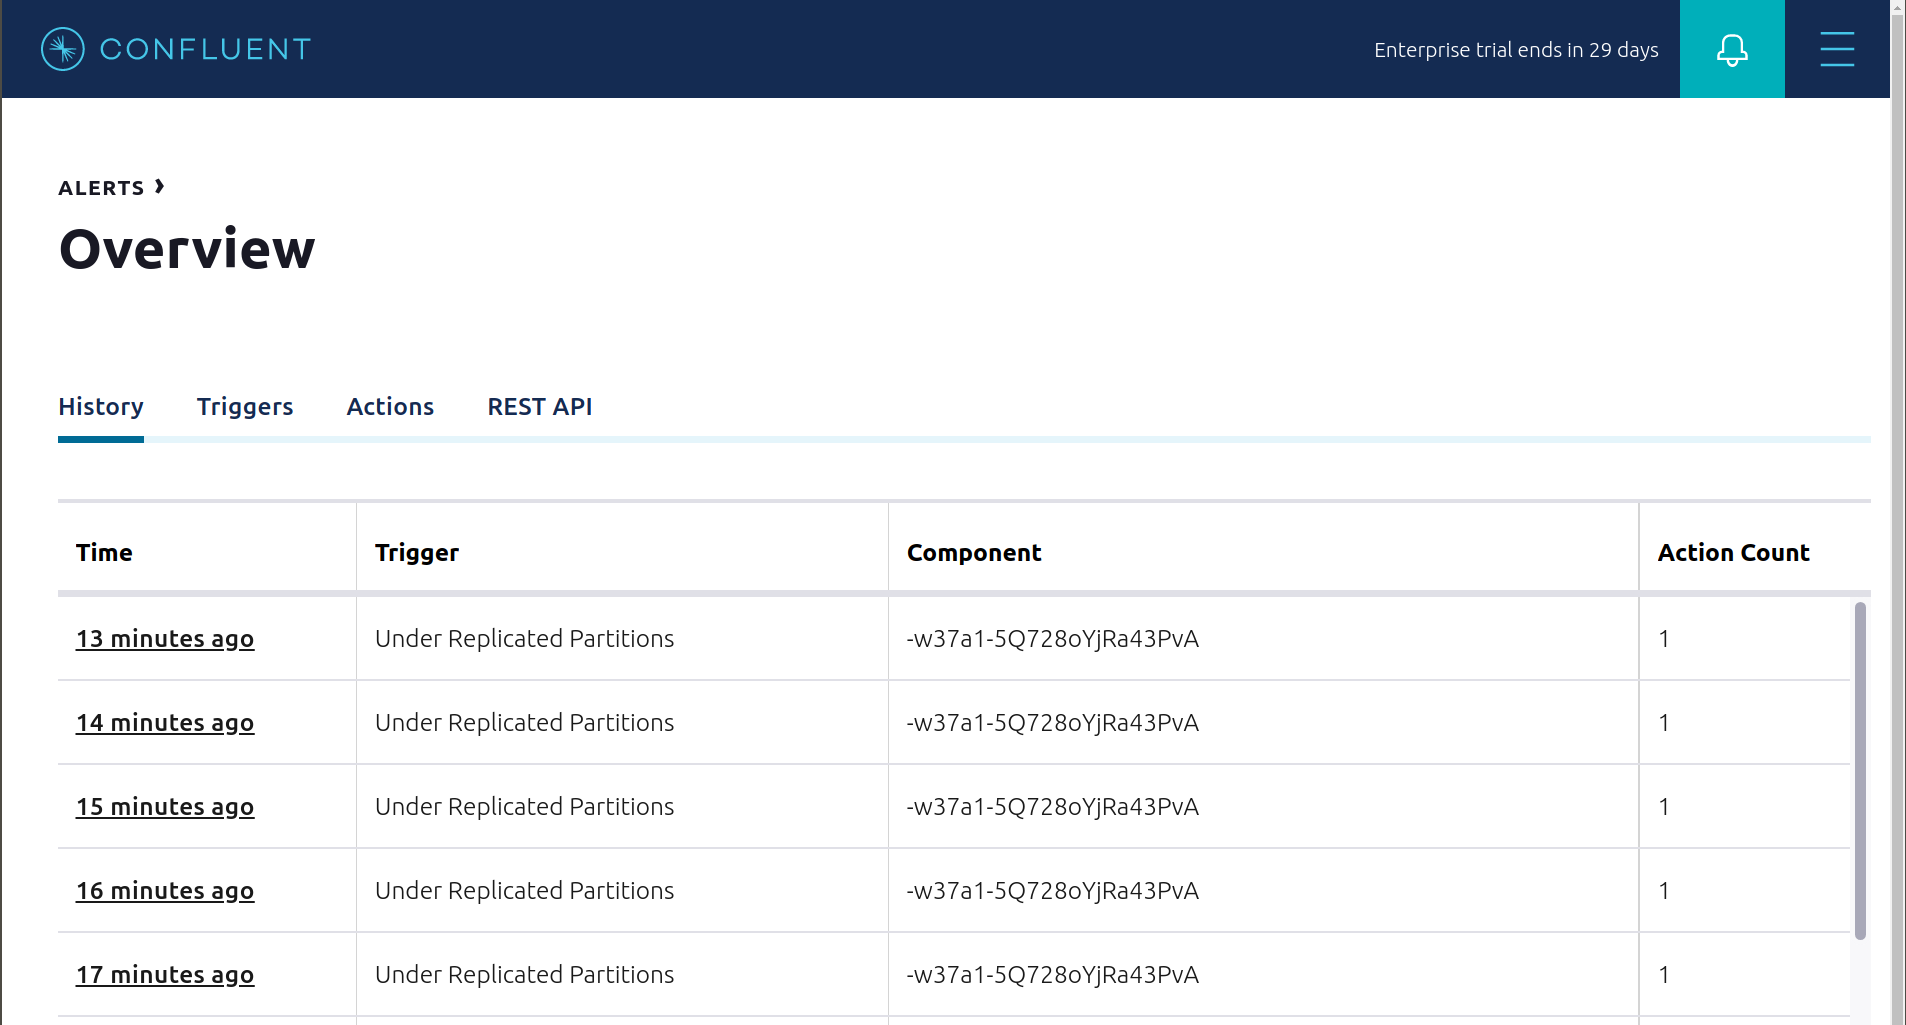 CONFLUENT
Enterprise trial ends in 29 days
ALERTS ›
Overview
History Triggers Actions REST API
Time Trigger Component Action Count
13 minutes ago Under Replicated Partitions -w37a1-5Q728oYjRa43PvA 1
14 minutes ago Under Replicated Partitions -w37a1-5Q728oYjRa43PvA 1
15 minutes ago Under Replicated Partitions -w37a1-5Q728oYjRa43PvA 1
16 minutes ago Under Replicated Partitions -w37a1-5Q728oYjRa43PvA 1
17 minutes ago Under Replicated Partitions -w37a1-5Q728oYjRa43PvA 1